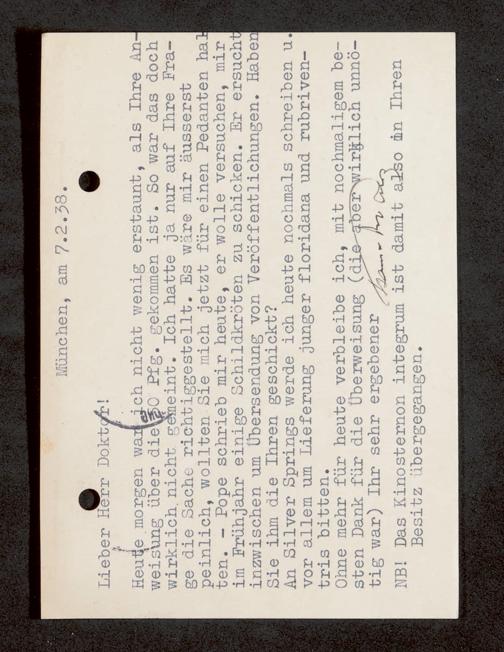 München, am 7.2.38.
Lieber Herr Doktor!
Heute morgen war ich nicht wenig erstaunt, als Ihre An-
weisung über die 90 Pfg. gekommen ist. So war das doch
wirklich nicht gemeint. Ich hatte ja nur auf Ihre Fra-
ge die Sache richtiggestellt. Es wäre mir äusserst
peinlich, wollten Sie mich jetzt für einen Pedanten hal
ten. - Pope schrieb mir heute, er wolle versuchen, mir
im Frühjahr einige Schildkröten zu schicken. Er ersucht
inzwischen um Übersendung von Veröffentlichungen. Haben
Sie ihm die Ihren geschickt?
An Silver Springs werde ich heute nochmals schreiben u.
vor allem um Lieferung junger floridana und rubriven-
tris bitten.
Ohne mehr für heute verbleibe ich, mit nochmaligem be-
sten Dank für die Überweisung (die aber wirklich unnö-
tig war) Ihr sehr ergebener
NB! Das Kinosternon integrum ist damit also in Ihren
Besitz übergegangen.